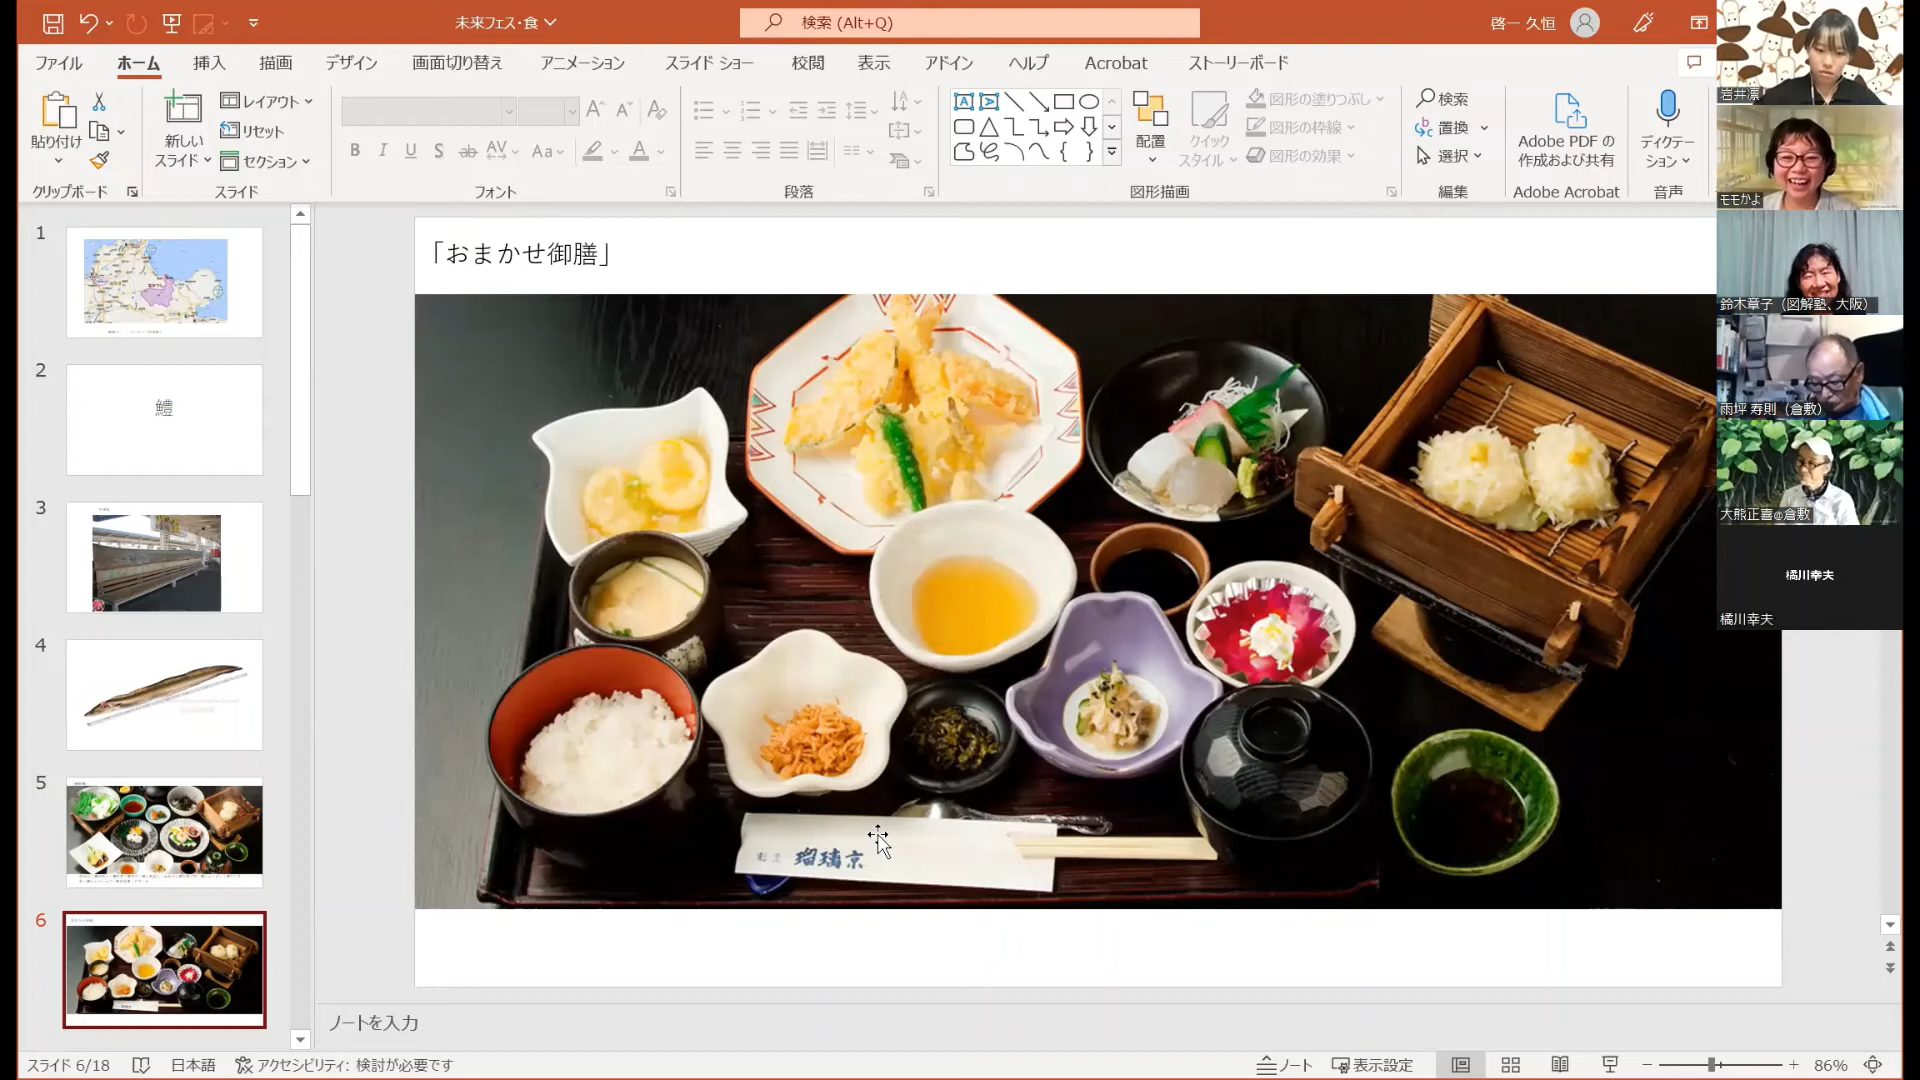 未来フェス・食
検索 (Alt+Q)
啓一 久恒
ファイル
ホーム
挿入
描画
デザイン
画面切り替え
アニメーション
スライド ショー
校閲
表示
アドイン
ヘルプ
Acrobat
ストーリーボード
貼り付け
クリップボード
新しい
スライド
レイアウト
リセット
セクション
スライド
B I U S ab AV Aa A
フォント
段落
配置
クイック
スタイル
図形の塗りつぶし
図形の枠線
図形の効果
図形描画
検索
置換
選択
編集
Adobe PDF の
作成および共有
Adobe Acrobat
ディクテー
ション
音声
1
2
鱧
3
4
5
6
「おまかせ御膳」
割烹 瑠璃京
岩井凛
モモかよ
鈴木章子（図解塾、大阪）
雨坪 寿則（倉敷）
大熊正喜@倉敷
橘川幸夫
橘川幸夫
ノートを入力
スライド 6/18
日本語
アクセシビリティ: 検討が必要です
ノート
表示設定
86%